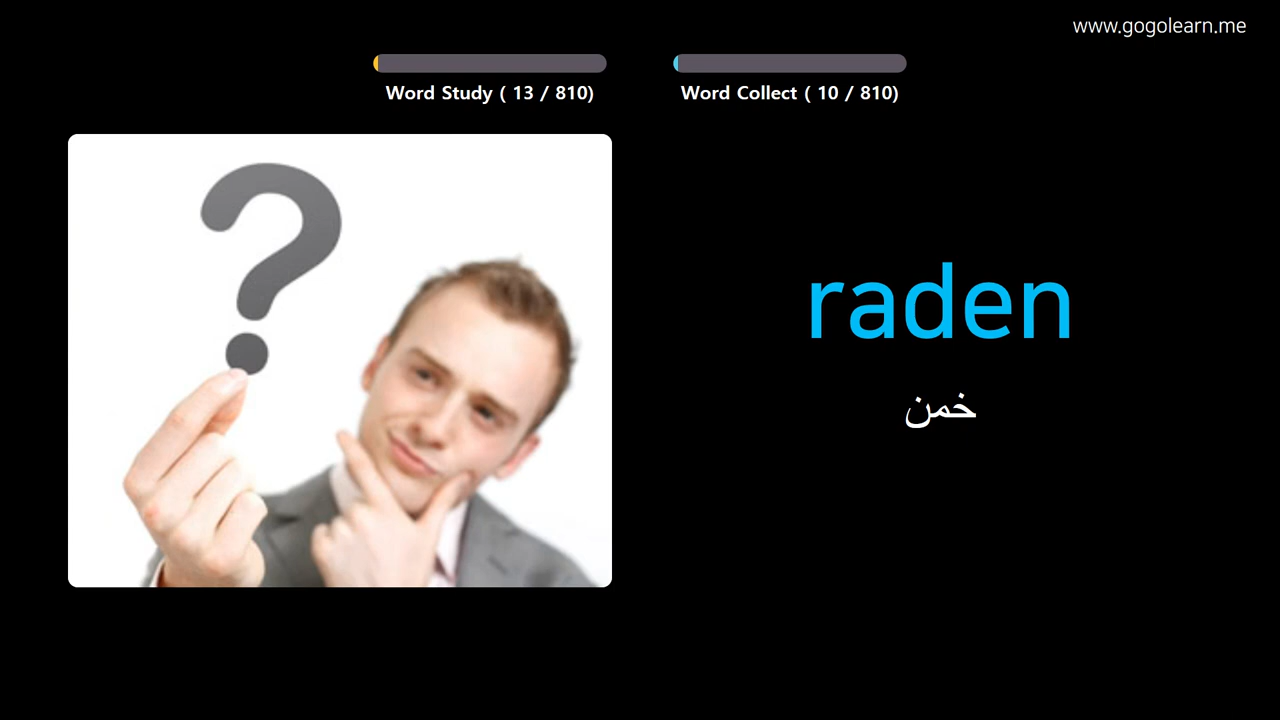 www.gogolearn.me
Word Study ( 13 / 810)
Word Collect ( 10 / 810)
?
raden
خمن